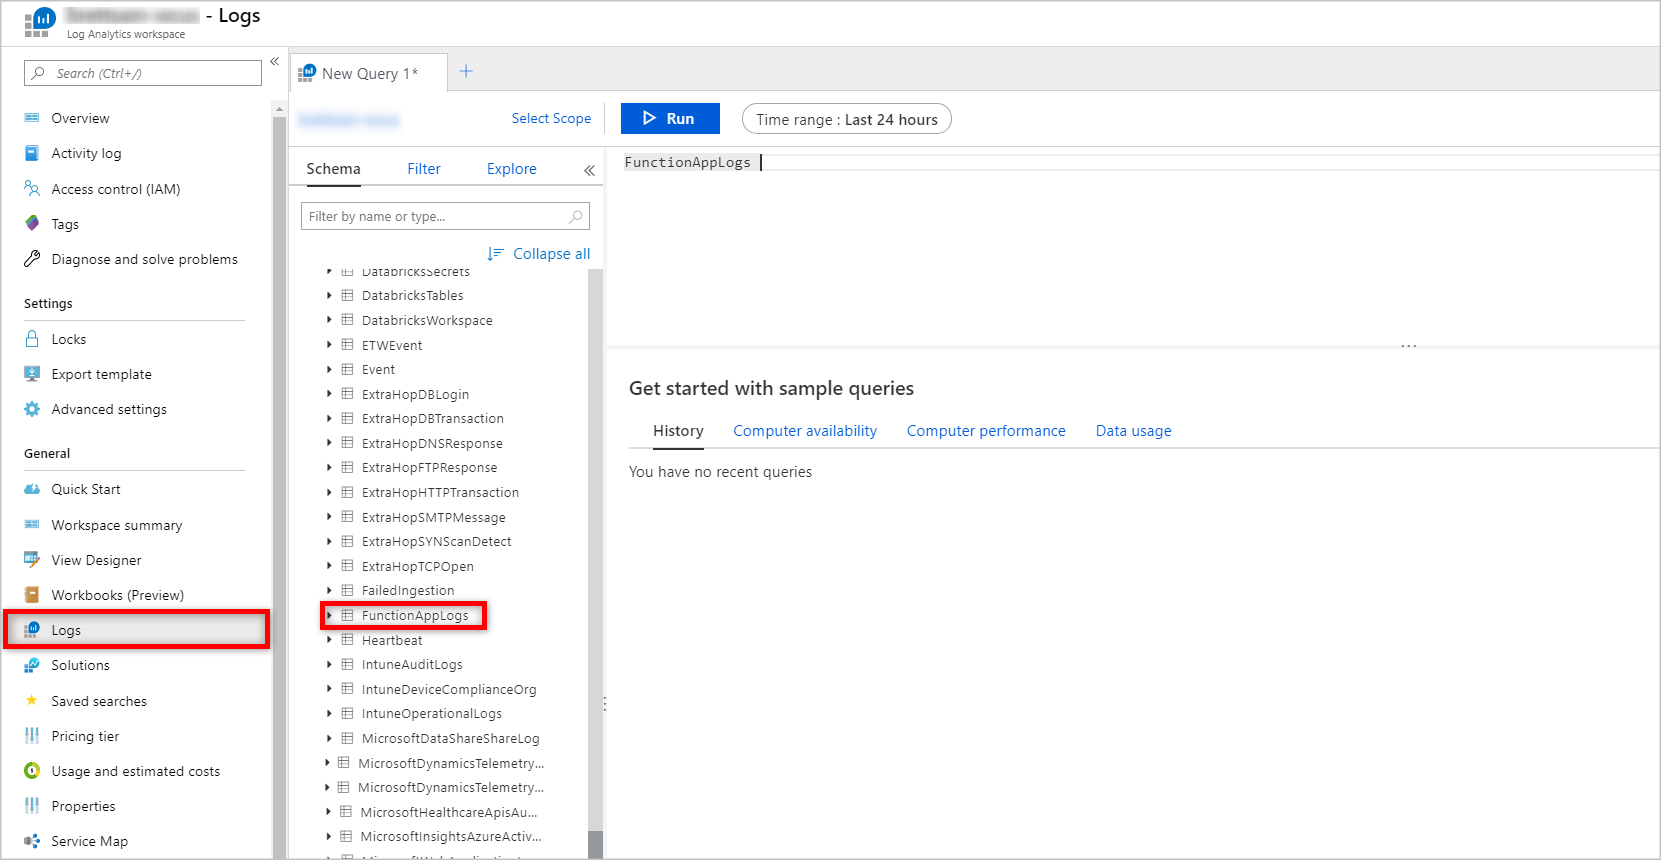 - Logs
Log Analytics workspace
Search (Ctrl+/)
«
Overview
Activity log
Access control (IAM)
Tags
Diagnose and solve problems
Settings
Locks
Export template
Advanced settings
General
Quick Start
Workspace summary
View Designer
Workbooks (Preview)
Logs
Solutions
Saved searches
Pricing tier
Usage and estimated costs
Properties
Service Map
New Query 1*
+
Select Scope
Run
Time range : Last 24 hours
Schema
Filter
Explore
«
Filter by name or type...
Collapse all
DatabricksSecrets
DatabricksTables
DatabricksWorkspace
ETWEvent
Event
ExtraHopDBLogin
ExtraHopDBTransaction
ExtraHopDNSResponse
ExtraHopFTPResponse
ExtraHopHTTPTransaction
ExtraHopSMTPMessage
ExtraHopSYNScanDetect
ExtraHopTCPOpen
FailedIngestion
FunctionAppLogs
Heartbeat
IntuneAuditLogs
IntuneDeviceComplianceOrg
IntuneOperationalLogs
MicrosoftDataShareShareLog
MicrosoftDynamicsTelemetry...
MicrosoftDynamicsTelemetry...
MicrosoftHealthcareApisAu...
MicrosoftInsightsAzureActiv...
FunctionAppLogs
...
Get started with sample queries
History
Computer availability
Computer performance
Data usage
You have no recent queries